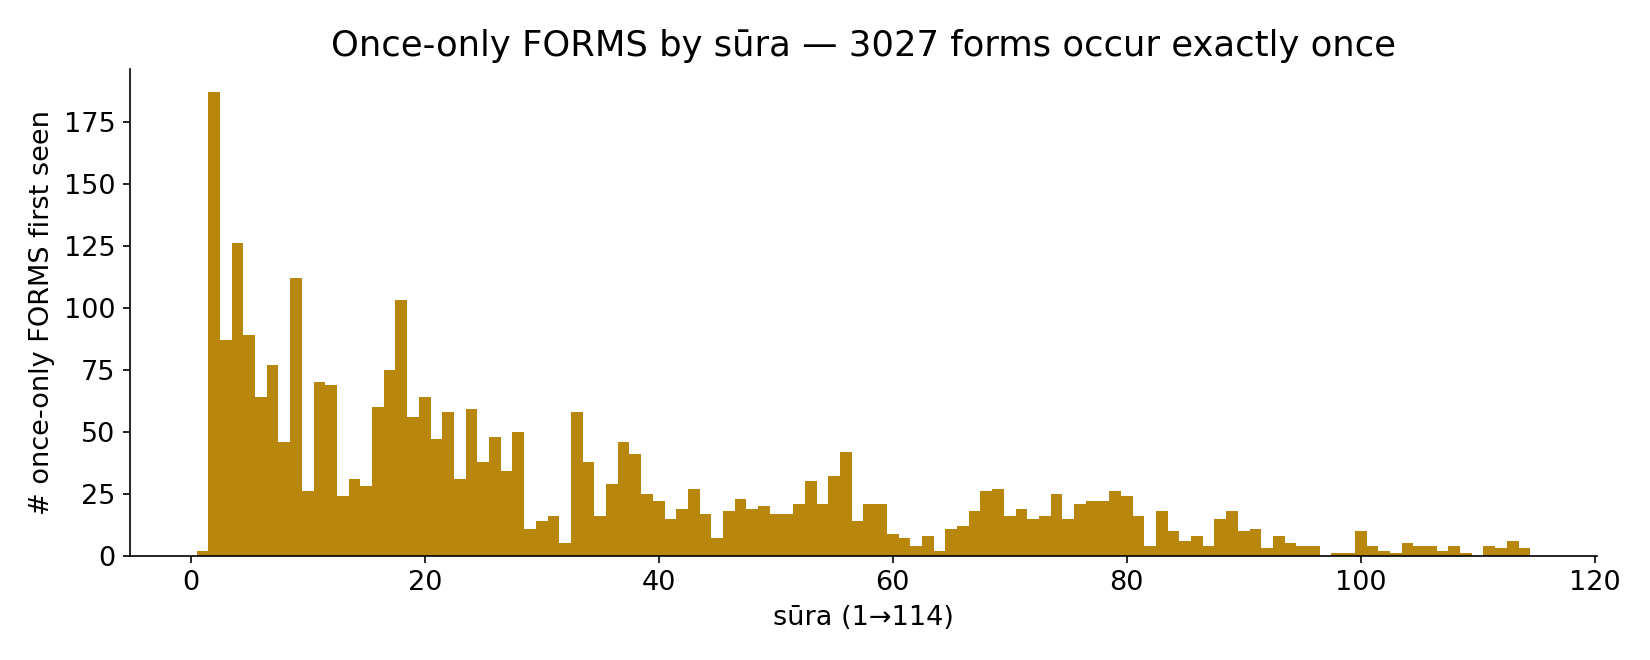 Once-only FORMS by sūra — 3027 forms occur exactly once
# once-only FORMS first seen
175
150
125
100
75
50
25
0
0 20 40 60 80 100 120
sūra (1→114)